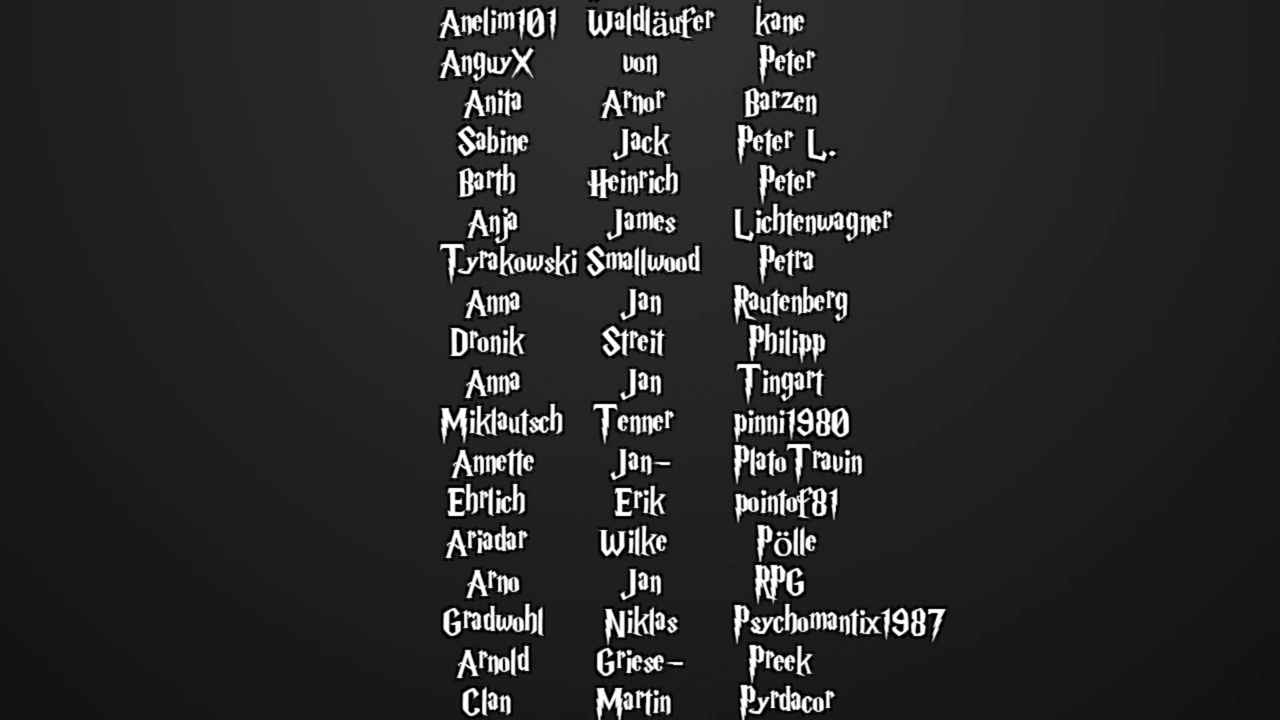 Anelim101 Waldläufer kane
AnguyX von Peter
Anita Arnor Barzen
Sabine Jack Peter L.
Barth Heinrich Peter
Anja James Lichtenwagner
Tyrakowski Smallwood Petra
Anna Jan Rautenberg
Dronik Streit Philipp
Anna Jan Tingart
Miklautsch Tenner pinni1980
Annette Jan- PlatoTravin
Ehrlich Erik pointof81
Ariadar Wilke Pölle
Arno Jan RPG
Gradwohl Niklas Psychomantix1987
Arnold Griese- Preek
Clan Martin Pyrdacor